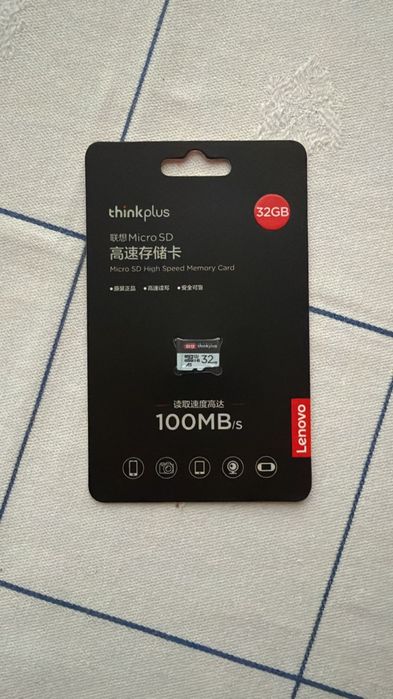 thinkplus
32GB
联想Micro SD
高速存储卡
Micro SD High Speed Memory Card
•原装正品 •高速读写 •安全可靠
thinkplus
32
读取速度高达
100MB/S
Lenovo